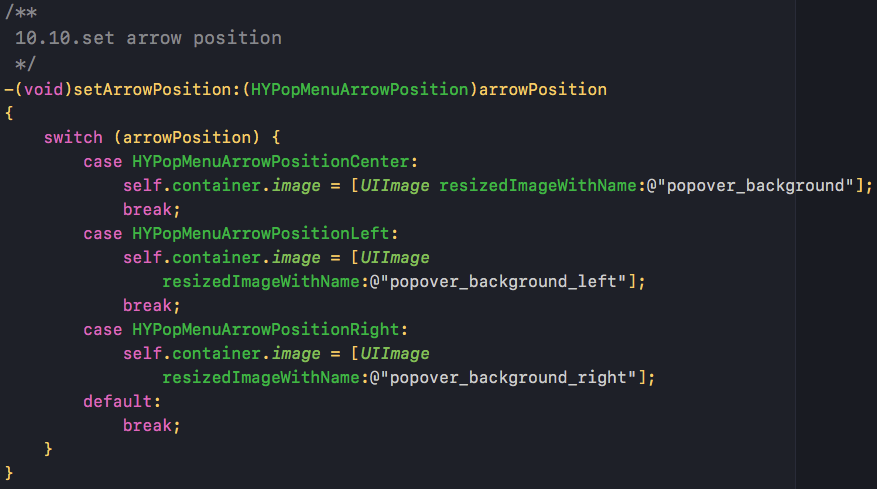 /**
 10.10.set arrow position
 */
-(void)setArrowPosition:(HYPopMenuArrowPosition)arrowPosition
{
    switch (arrowPosition) {
        case HYPopMenuArrowPositionCenter:
            self.container.image = [UIImage resizedImageWithName:@"popover_background"];
            break;
        case HYPopMenuArrowPositionLeft:
            self.container.image = [UIImage
                resizedImageWithName:@"popover_background_left"];
            break;
        case HYPopMenuArrowPositionRight:
            self.container.image = [UIImage
                resizedImageWithName:@"popover_background_right"];
        default:
            break;
    }
}